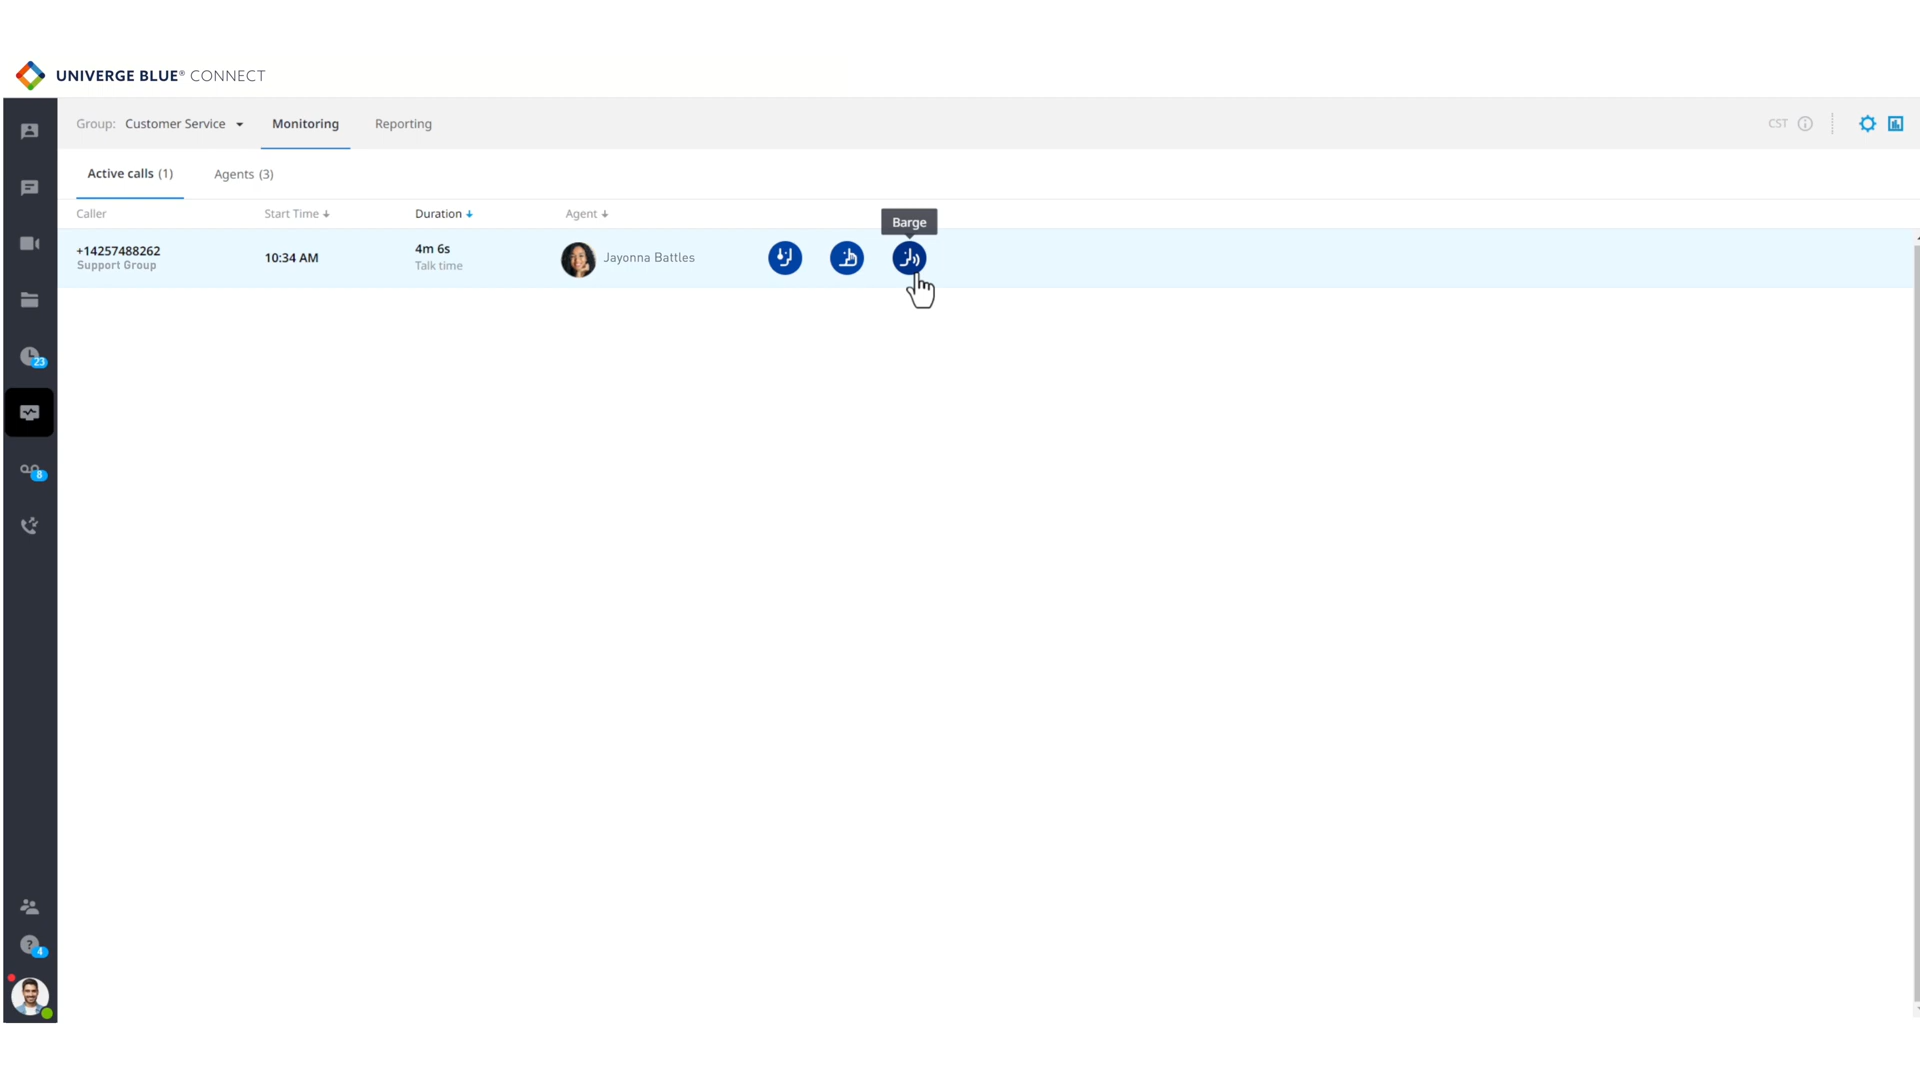 UNIVERGE BLUE® CONNECT
Group: Customer Service
Monitoring
Reporting
CST
Active calls (1)
Agents (3)
Caller
Start Time
Duration
Agent
Barge
+14257488262
Support Group
10:34 AM
4m 6s
Talk time
Jayonna Battles
23
8
?
4